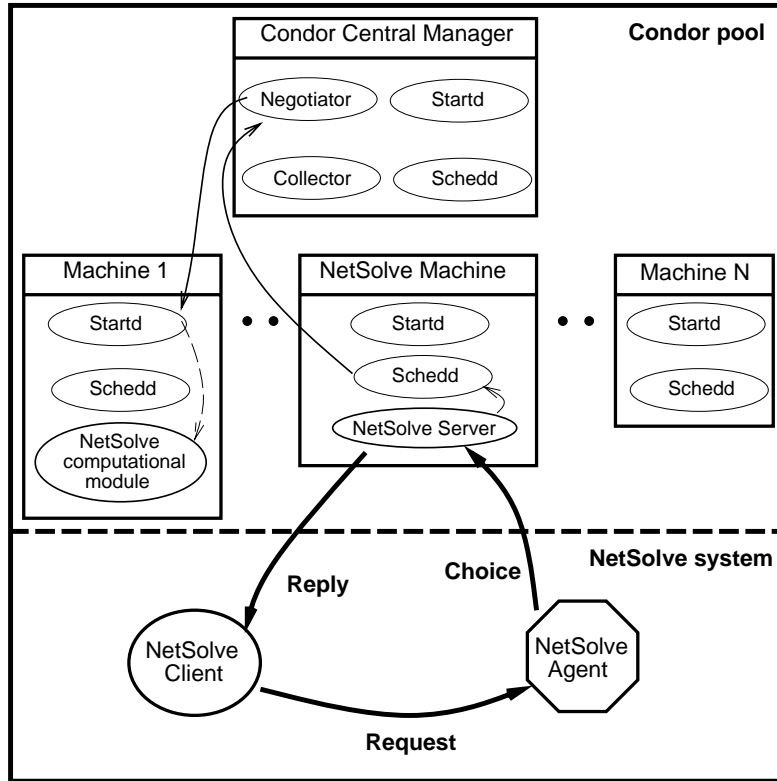 Condor Central Manager
Condor pool
Negotiator
Startd
Collector
Schedd
Machine 1
NetSolve Machine
Machine N
Startd
Startd
Startd
Schedd
Schedd
Schedd
NetSolve
computational
module
NetSolve Server
NetSolve system
Reply
Choice
NetSolve
Client
NetSolve
Agent
Request